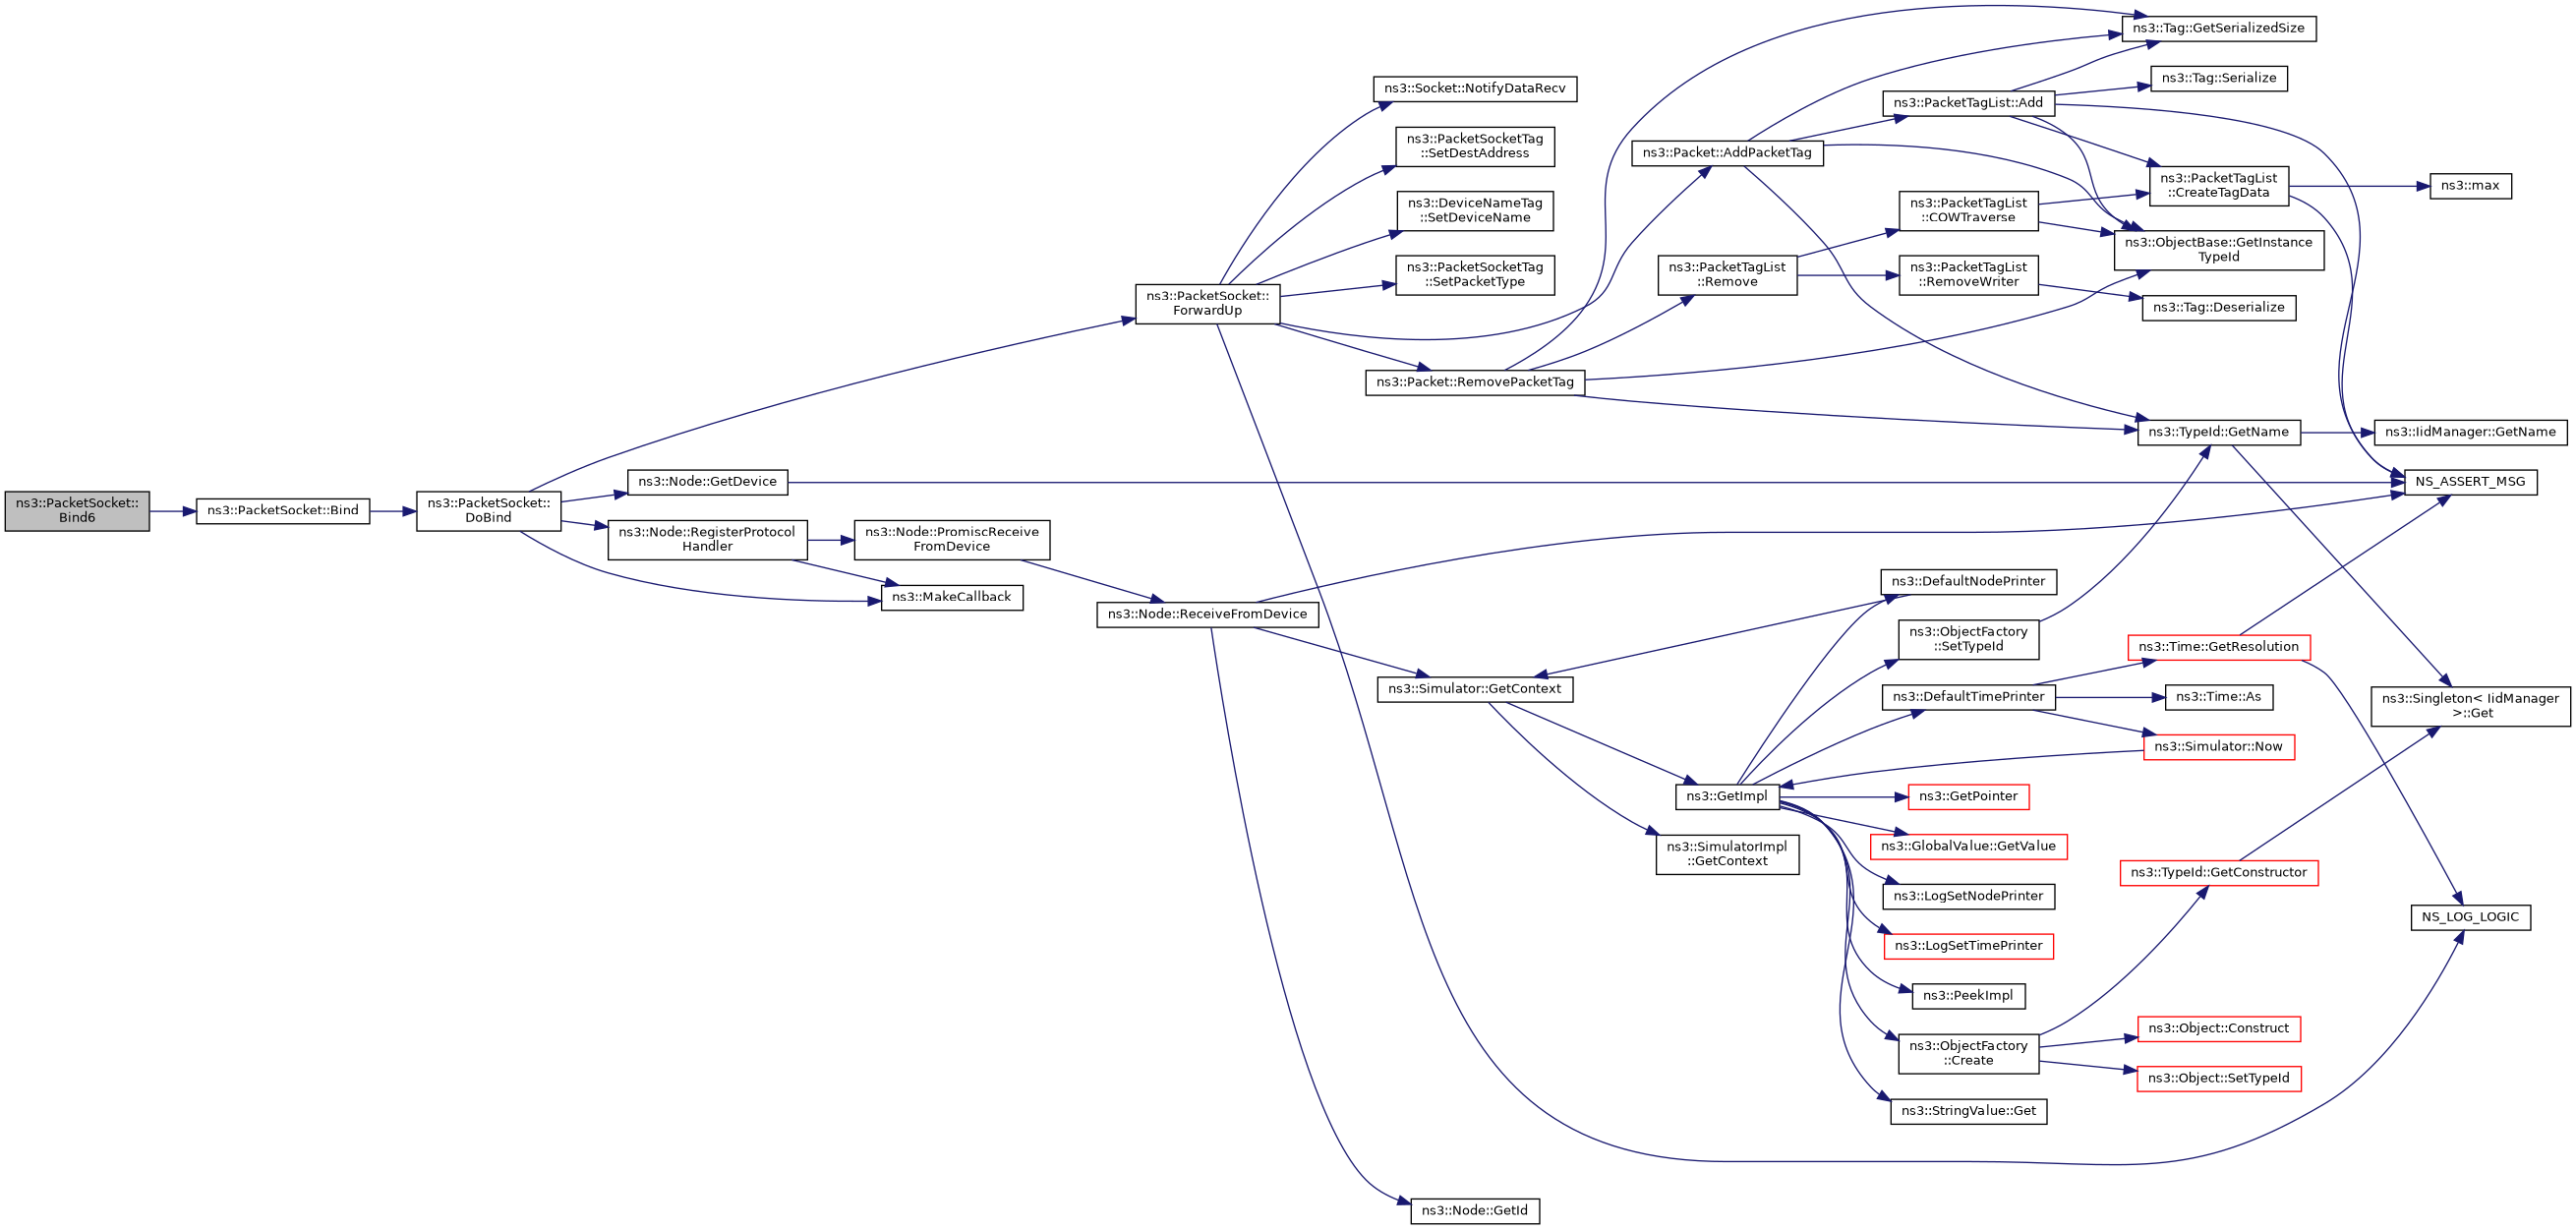 ns3::PacketSocket::
Bind6
ns3::PacketSocket::Bind
ns3::PacketSocket::
DoBind
ns3::Node::GetDevice
ns3::Node::RegisterProtocol
Handler
ns3::Node::PromiscReceive
FromDevice
ns3::MakeCallback
ns3::PacketSocket::
ForwardUp
ns3::Node::ReceiveFromDevice
ns3::Socket::NotifyDataRecv
ns3::PacketSocketTag
::SetDestAddress
ns3::DeviceNameTag
::SetDeviceName
ns3::PacketSocketTag
::SetPacketType
ns3::Packet::RemovePacketTag
ns3::Simulator::GetContext
ns3::Node::GetId
ns3::Packet::AddPacketTag
ns3::PacketTagList
::Remove
ns3::GetImpl
ns3::SimulatorImpl
::GetContext
ns3::PacketTagList::Add
ns3::PacketTagList
::COWTraverse
ns3::PacketTagList
::RemoveWriter
ns3::DefaultNodePrinter
ns3::ObjectFactory
::SetTypeId
ns3::DefaultTimePrinter
ns3::GetPointer
ns3::GlobalValue::GetValue
ns3::LogSetNodePrinter
ns3::LogSetTimePrinter
ns3::PeekImpl
ns3::ObjectFactory
::Create
ns3::StringValue::Get
ns3::Tag::GetSerializedSize
ns3::Tag::Serialize
ns3::PacketTagList
::CreateTagData
ns3::ObjectBase::GetInstance
TypeId
ns3::Tag::Deserialize
ns3::TypeId::GetName
ns3::Time::GetResolution
ns3::Time::As
ns3::Simulator::Now
ns3::TypeId::GetConstructor
ns3::Object::Construct
ns3::Object::SetTypeId
ns3::max
ns3::IidManager::GetName
NS_ASSERT_MSG
ns3::Singleton< IidManager
>::Get
NS_LOG_LOGIC